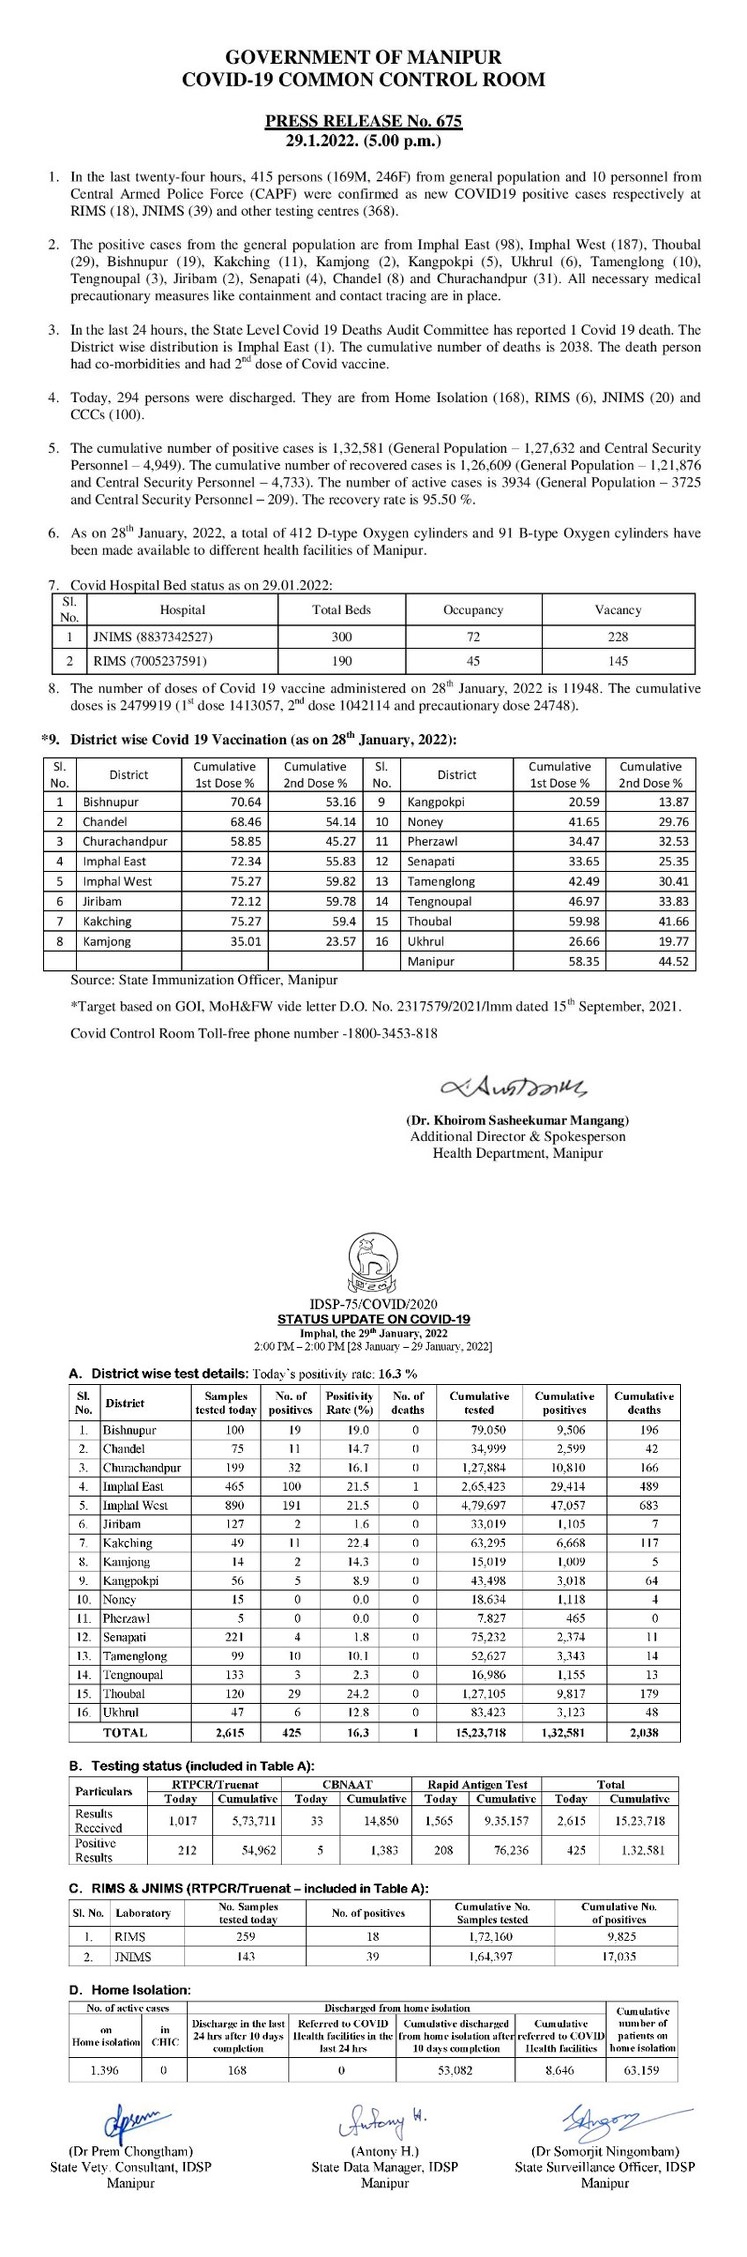 GOVERNMENT OF MANIPUR
COVID-19 COMMON CONTROL ROOM
PRESS RELEASE No. 675
29.1.2022. (5.00 p.m.)
1. In the last twenty-four hours, 415 persons (169M, 246F) from general population and 10 personnel from
Central Armed Police Force (CAPF) were confirmed as new COVID19 positive cases respectively at
RIMS (18), JNIMS (39) and other testing centres (368).
2. The positive cases from the general population are from Imphal East (98), Imphal West (187), Thoubal
(29), Bishnupur (19), Kakching (11), Kamjong (2), Kangpokpi (5), Ukhrul (6), Tamenglong (10),
Tengnoupal (3), Jiribam (2), Senapati (4), Chandel (8) and Churachandpur (31). All necessary medical
precautionary measures like containment and contact tracing are in place.
3. In the last 24 hours, the State Level Covid 19 Deaths Audit Committee has reported 1 Covid 19 death. The
District wise distribution is Imphal East (1). The cumulative number of deaths is 2038. The death person
had co-morbidities and had 2nd dose of Covid vaccine.
4. Today, 294 persons were discharged. They are from Home Isolation (168), RIMS (6), JNIMS (20) and
CCCs (100).
5. The cumulative number of positive cases is 1,32,581 (General Population – 1,27,632 and Central Security
Personnel – 4,949). The cumulative number of recovered cases is 1,26,609 (General Population – 1,21,876
and Central Security Personnel – 4,733). The number of active cases is 3934 (General Population – 3725
and Central Security Personnel – 209). The recovery rate is 95.50 %.
6. As on 28th January, 2022, a total of 412 D-type Oxygen cylinders and 91 B-type Oxygen cylinders have
been made available to different health facilities of Manipur.
7. Covid Hospital Bed status as on 29.01.2022:
Sl. No. Hospital Total Beds Occupancy Vacancy
1 JNIMS (8837342527) 300 72 228
2 RIMS (7005237591) 190 45 145
8. The number of doses of Covid 19 vaccine administered on 28th January, 2022 is 11948. The cumulative
doses is 2479919 (1st dose 1413057, 2nd dose 1042114 and precautionary dose 24748).
*9. District wise Covid 19 Vaccination (as on 28th January, 2022):
Sl. No. District Cumulative 1st Dose % Cumulative 2nd Dose % Sl. No. District Cumulative 1st Dose % Cumulative 2nd Dose %
1 Bishnupur 70.64 53.16 9 Kangpokpi 20.59 13.87
2 Chandel 68.46 54.14 10 Noney 41.65 29.76
3 Churachandpur 58.85 45.27 11 Pherzawl 34.47 32.53
4 Imphal East 72.34 55.83 12 Senapati 33.65 25.35
5 Imphal West 75.27 59.82 13 Tamenglong 42.49 30.41
6 Jiribam 72.12 59.78 14 Tengnoupal 46.97 33.83
7 Kakching 75.27 59.4 15 Thoubal 59.98 41.66
8 Kamjong 35.01 23.57 16 Ukhrul 26.66 19.77
Manipur 58.35 44.52
Source: State Immunization Officer, Manipur
*Target based on GOI, MoH&FW vide letter D.O. No. 2317579/2021/Imm dated 15th September, 2021.
Covid Control Room Toll-free phone number -1800-3453-818
(Dr. Khoirom Sasheekumar Mangang)
Additional Director & Spokesperson
Health Department, Manipur
IDSP-75/COVID/2020
STATUS UPDATE ON COVID-19
Imphal, the 29th January, 2022
2:00 PM – 2:00 PM [28 January – 29 January, 2022]
A. District wise test details: Today's positivity rate: 16.3 %
Sl. No. District Samples tested today No. of positives Positivity Rate (%) No. of deaths Cumulative tested Cumulative positives Cumulative deaths
1. Bishnupur 100 19 19.0 0 79,050 9,506 196
2. Chandel 75 11 14.7 0 34,999 2,599 42
3. Churachandpur 199 32 16.1 0 1,27,884 10,810 166
4. Imphal East 465 100 21.5 1 2,65,423 29,414 489
5. Imphal West 890 191 21.5 0 4,79,697 47,057 683
6. Jiribam 127 2 1.6 0 33,019 1,105 7
7. Kakching 49 11 22.4 0 63,295 6,668 117
8. Kamjong 14 2 14.3 0 15,019 1,009 5
9. Kangpokpi 56 5 8.9 0 43,498 3,018 64
10. Noney 15 0 0.0 0 18,634 1,118 4
11. Pherzawl 5 0 0.0 0 7,827 465 0
12. Senapati 221 4 1.8 0 75,232 2,374 11
13. Tamenglong 99 10 10.1 0 52,627 3,343 14
14. Tengnoupal 133 3 2.3 0 16,986 1,155 13
15. Thoubal 120 29 24.2 0 1,27,105 9,817 179
16. Ukhrul 47 6 12.8 0 83,423 3,123 48
TOTAL 2,615 425 16.3 1 15,23,718 1,32,581 2,038
B. Testing status (included in Table A):
Particulars RTPCR/Truenat CBNAAT Rapid Antigen Test Total
Today Cumulative Today Cumulative Today Cumulative Today Cumulative
Results Received 1,017 5,73,711 33 14,850 1,565 9,35,157 2,615 15,23,718
Positive Results 212 54,962 5 1,383 208 76,236 425 1,32,581
C. RIMS & JNIMS (RTPCR/Truenat – included in Table A):
Sl. No. Laboratory No. Samples tested today No. of positives Cumulative No. Samples tested Cumulative No. of positives
1. RIMS 259 18 1,72,160 9,825
2. JNIMS 143 39 1,64,397 17,035
D. Home Isolation:
No. of active cases Discharged from home isolation Cumulative number of patients on home isolation
on Home isolation in CHIC Discharge in the last 24 hrs after 10 days completion Referred to COVID Health facilities in the last 24 hrs Cumulative discharged from home isolation after 10 days completion Cumulative referred to COVID Health facilities
1,396 0 168 0 53,082 8,646 63,159
Antony H.
(Dr Prem Chongtham) (Antony H.) (Dr Somorjit Ningombam)
State Vety. Consultant, IDSP State Data Manager, IDSP State Surveillance Officer, IDSP
Manipur Manipur Manipur